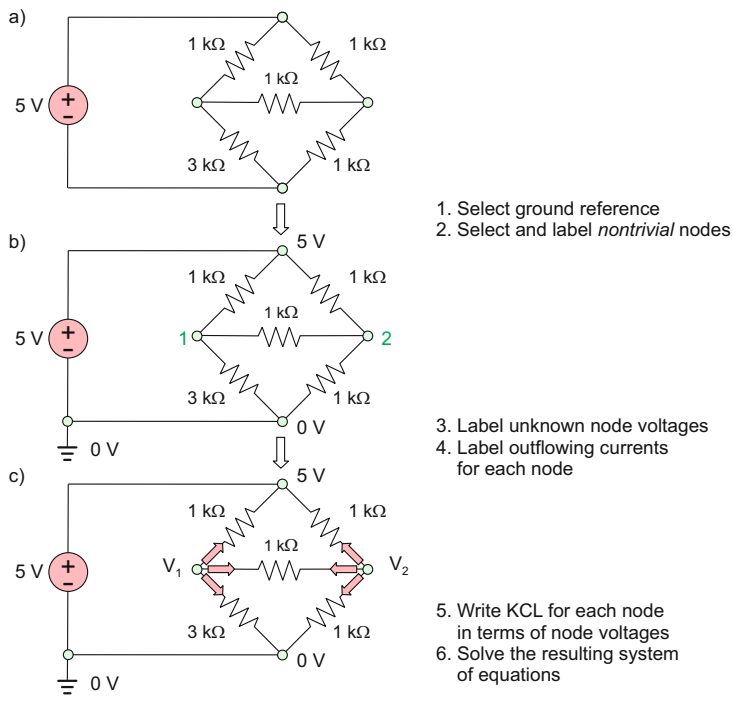 a)
1 kΩ
1 kΩ
1 kΩ
5 V
+
−
3 kΩ
1 kΩ
1. Select ground reference
2. Select and label nontrivial nodes
b)
5 V
1 kΩ
1 kΩ
1 kΩ
5 V
+
−
1
2
3 kΩ
1 kΩ
0 V
0 V
3. Label unknown node voltages
4. Label outflowing currents
for each node
c)
5 V
1 kΩ
1 kΩ
1 kΩ
5 V
+
−
V1
V2
3 kΩ
1 kΩ
0 V
0 V
5. Write KCL for each node
in terms of node voltages
6. Solve the resulting system
of equations